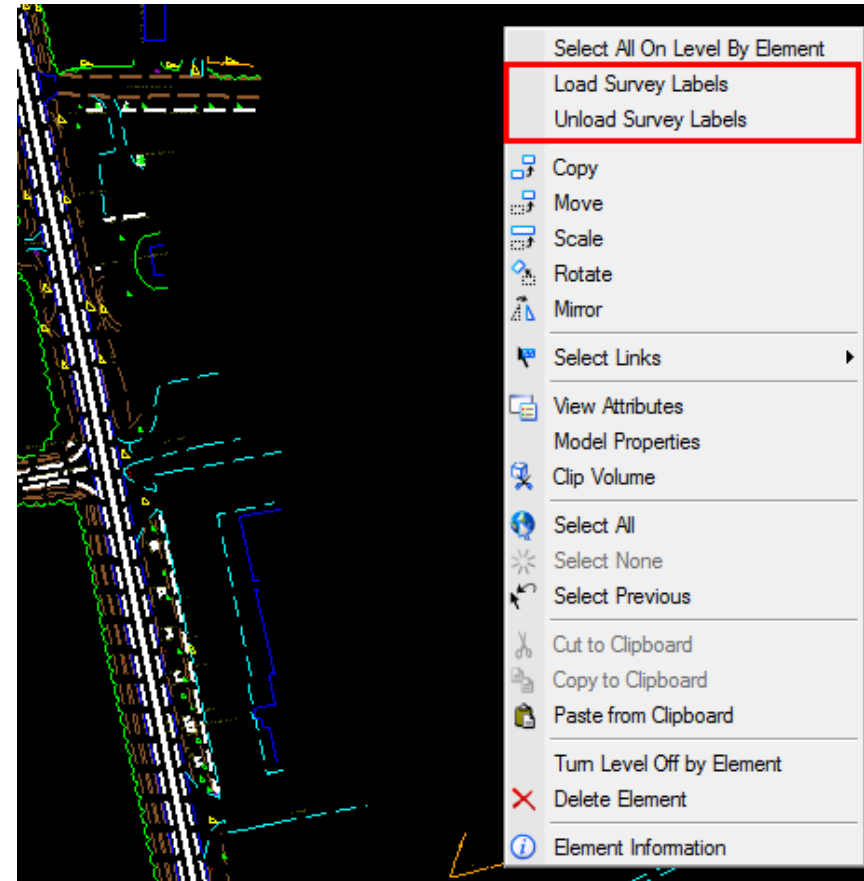 Select All On Level By Element
Load Survey Labels
Unload Survey Labels
Copy
Move
Scale
Rotate
Mirror
Select Links
View Attributes
Model Properties
Clip Volume
Select All
Select None
Select Previous
Cut to Clipboard
Copy to Clipboard
Paste from Clipboard
Turn Level Off by Element
Delete Element
Element Information